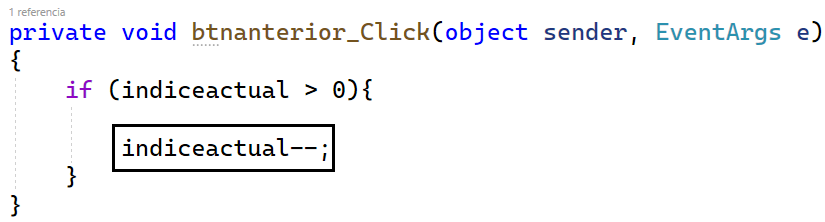 1 referencia
private void btnanterior_Click(object sender, EventArgs e)
{
if (indiceactual > 0){
indiceactual--;
}
}